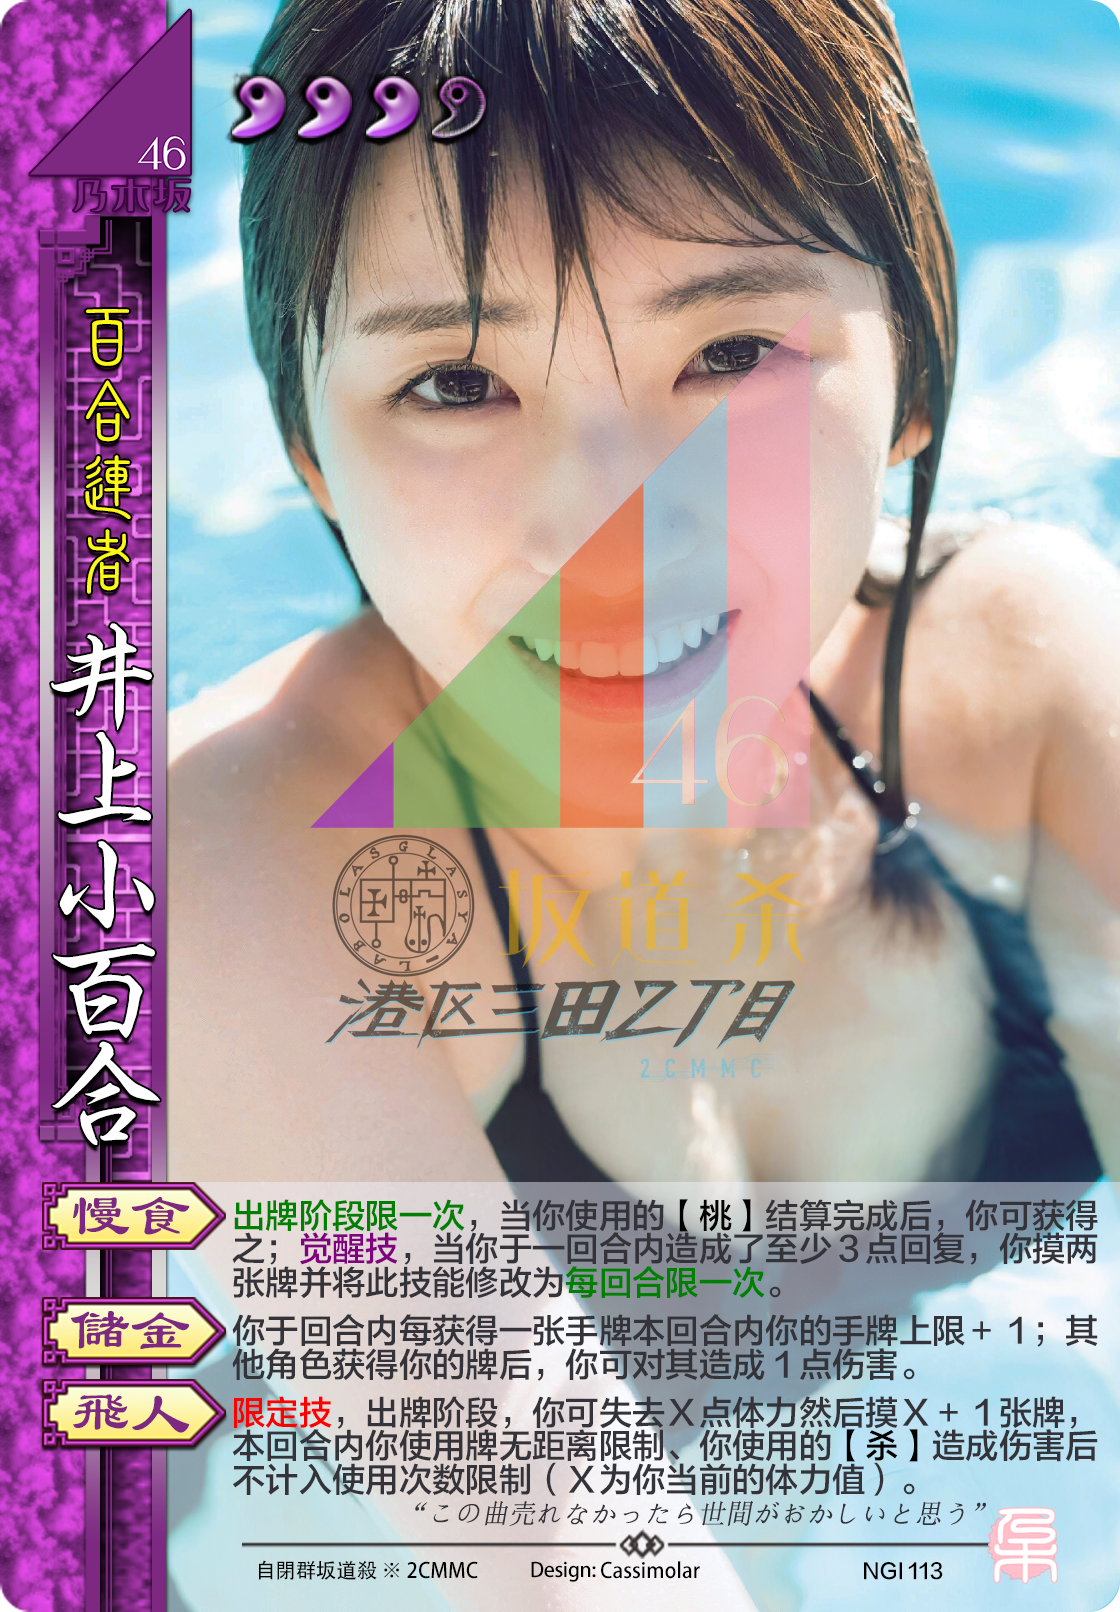 46
乃木坂
百合連者
井上小百合
46
GLASYALABOLAS
坂道杀
港区三田乙丁目
2CMMC
慢食
出牌阶段限一次，当你使用的【桃】结算完成后，你可获得
之；觉醒技，当你于一回合内造成了至少３点回复，你摸两
张牌并将此技能修改为每回合限一次。
儲金
你于回合内每获得一张手牌本回合内你的手牌上限＋１；其
他角色获得你的牌后，你可对其造成１点伤害。
飛人
限定技，出牌阶段，你可失去Ｘ点体力然后摸Ｘ＋１张牌，
本回合内你使用牌无距离限制、你使用的【杀】造成伤害后
不计入使用次数限制（Ｘ为你当前的体力值）。
“この曲売れなかったら世間がおかしいと思う”
自閉群坂道殺 ※ 2CMMC
Design: Cassimolar
NGI 113